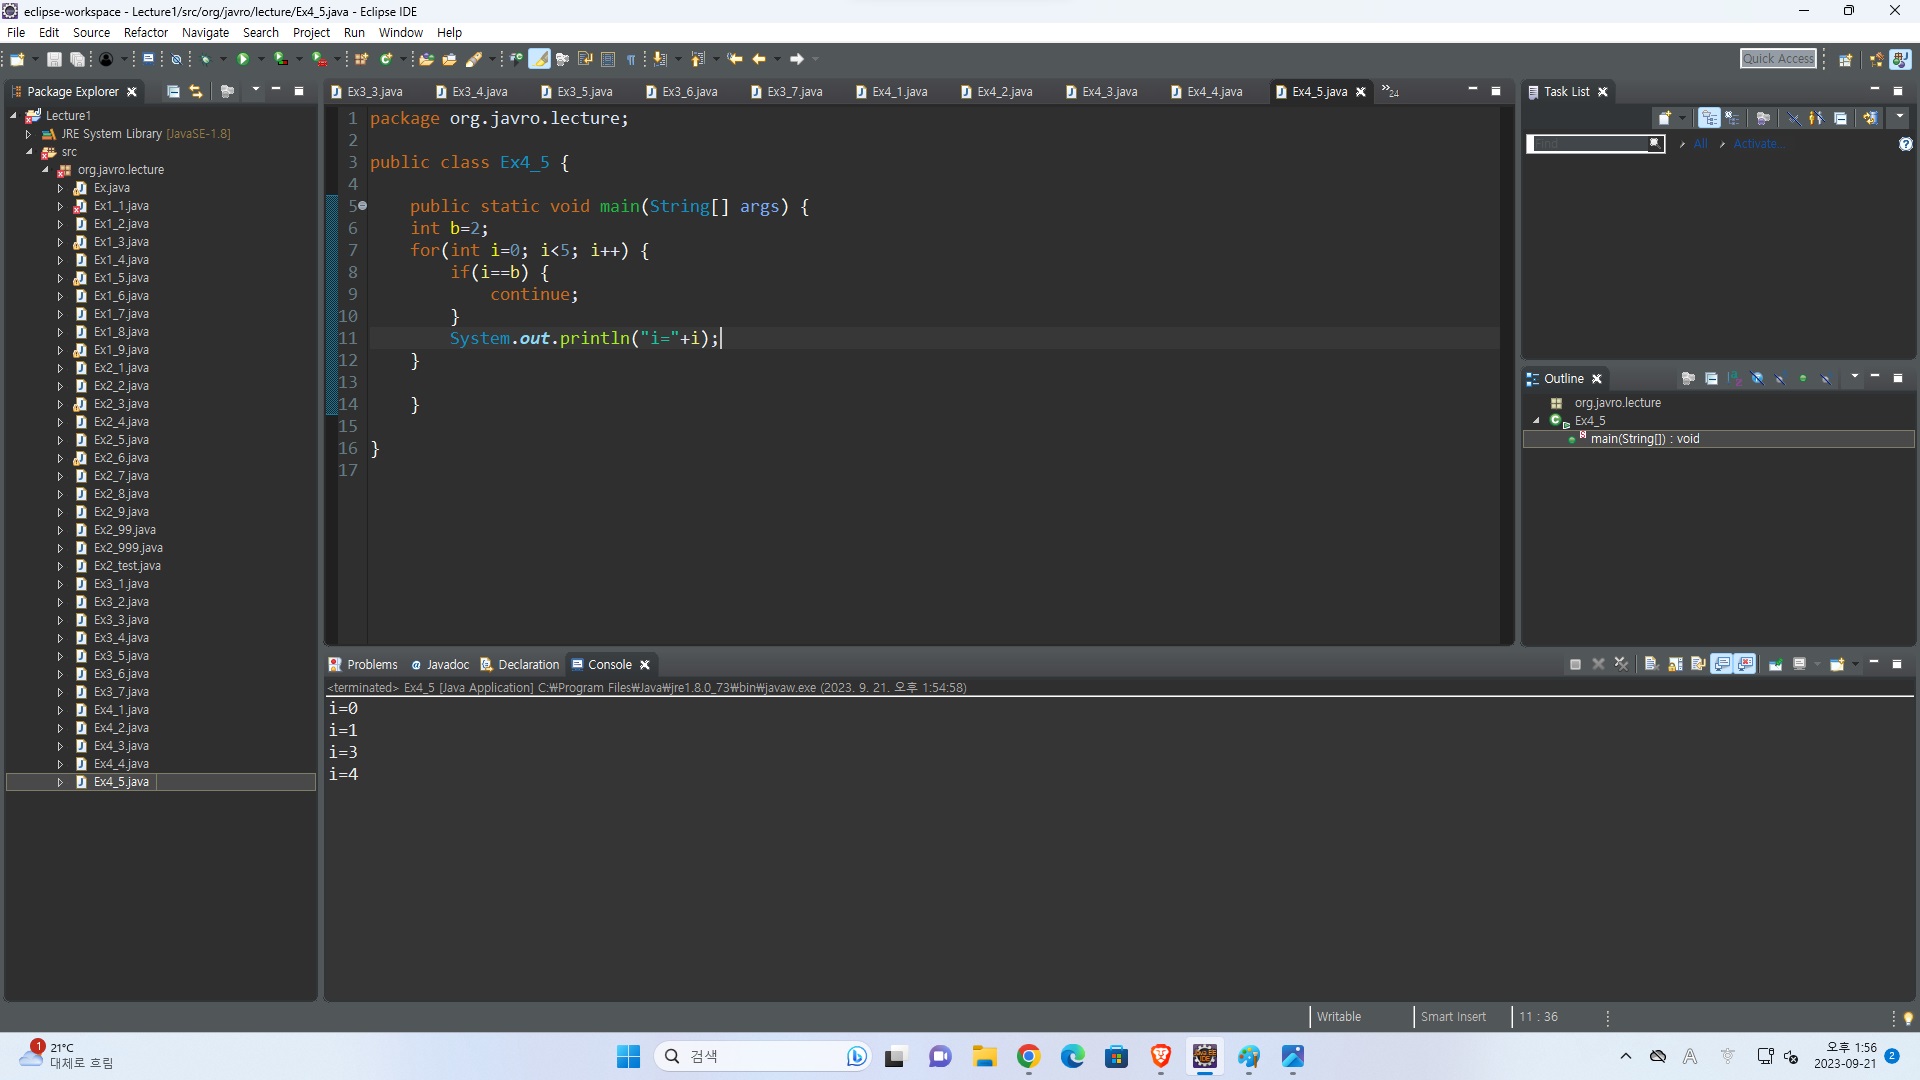 eclipse-workspace - Lecture1/src/org/javro/lecture/Ex4_5.java - Eclipse IDE
File Edit Source Refactor Navigate Search Project Run Window Help
Quick Access
Package Explorer
Lecture1
JRE System Library [JavaSE-1.8]
src
org.javro.lecture
Ex.java
Ex1_1.java
Ex1_2.java
Ex1_3.java
Ex1_4.java
Ex1_5.java
Ex1_6.java
Ex1_7.java
Ex1_8.java
Ex1_9.java
Ex2_1.java
Ex2_2.java
Ex2_3.java
Ex2_4.java
Ex2_5.java
Ex2_6.java
Ex2_7.java
Ex2_8.java
Ex2_9.java
Ex2_99.java
Ex2_999.java
Ex2_test.java
Ex3_1.java
Ex3_2.java
Ex3_3.java
Ex3_4.java
Ex3_5.java
Ex3_6.java
Ex3_7.java
Ex4_1.java
Ex4_2.java
Ex4_3.java
Ex4_4.java
Ex4_5.java
Ex3_3.java Ex3_4.java Ex3_5.java Ex3_6.java Ex3_7.java Ex4_1.java Ex4_2.java Ex4_3.java Ex4_4.java Ex4_5.java »24
1 package org.javro.lecture;
2
3 public class Ex4_5 {
4
5 public static void main(String[] args) {
6 int b=2;
7 for(int i=0; i<5; i++) {
8 if(i==b) {
9 continue;
10 }
11 System.out.println("i="+i);
12 }
13
14 }
15
16 }
17
Task List
Find All Activate...
Outline
org.javro.lecture
Ex4_5
main(String[]) : void
Problems Javadoc Declaration Console
<terminated> Ex4_5 [Java Application] C:₩Program Files₩Java₩jre1.8.0_73₩bin₩javaw.exe (2023. 9. 21. 오후 1:54:58)
i=0
i=1
i=3
i=4
Writable Smart Insert 11 : 36
1 21°C
대체로 흐림
검색
오후 1:56
2023-09-21
2